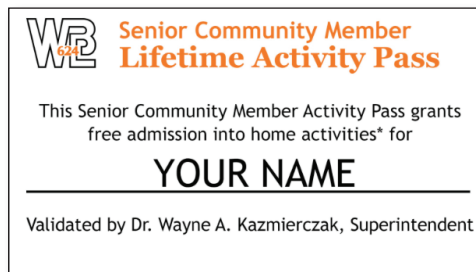 WBL
624
Senior Community Member
Lifetime Activity Pass
This Senior Community Member Activity Pass grants
free admission into home activities* for
YOUR NAME
Validated by Dr. Wayne A. Kazmierczak, Superintendent